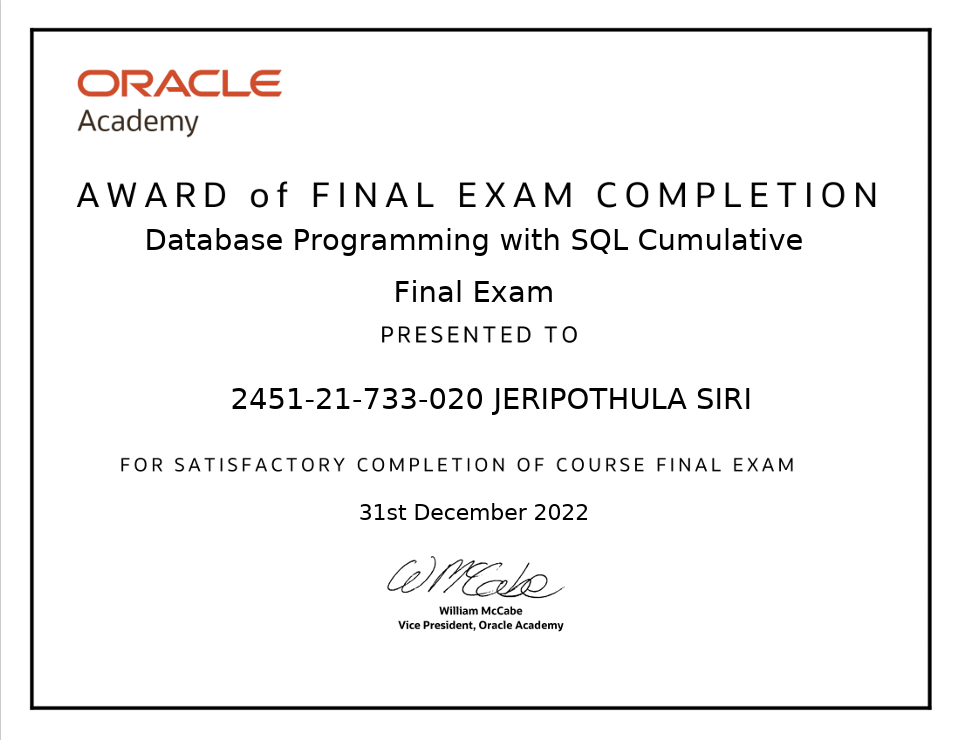 ORACLE
Academy
AWARD of FINAL EXAM COMPLETION
Database Programming with SQL Cumulative
Final Exam
PRESENTED TO
2451-21-733-020 JERIPOTHULA SIRI
FOR SATISFACTORY COMPLETION OF COURSE FINAL EXAM
31st December 2022
WMcCabe
William McCabe
Vice President, Oracle Academy